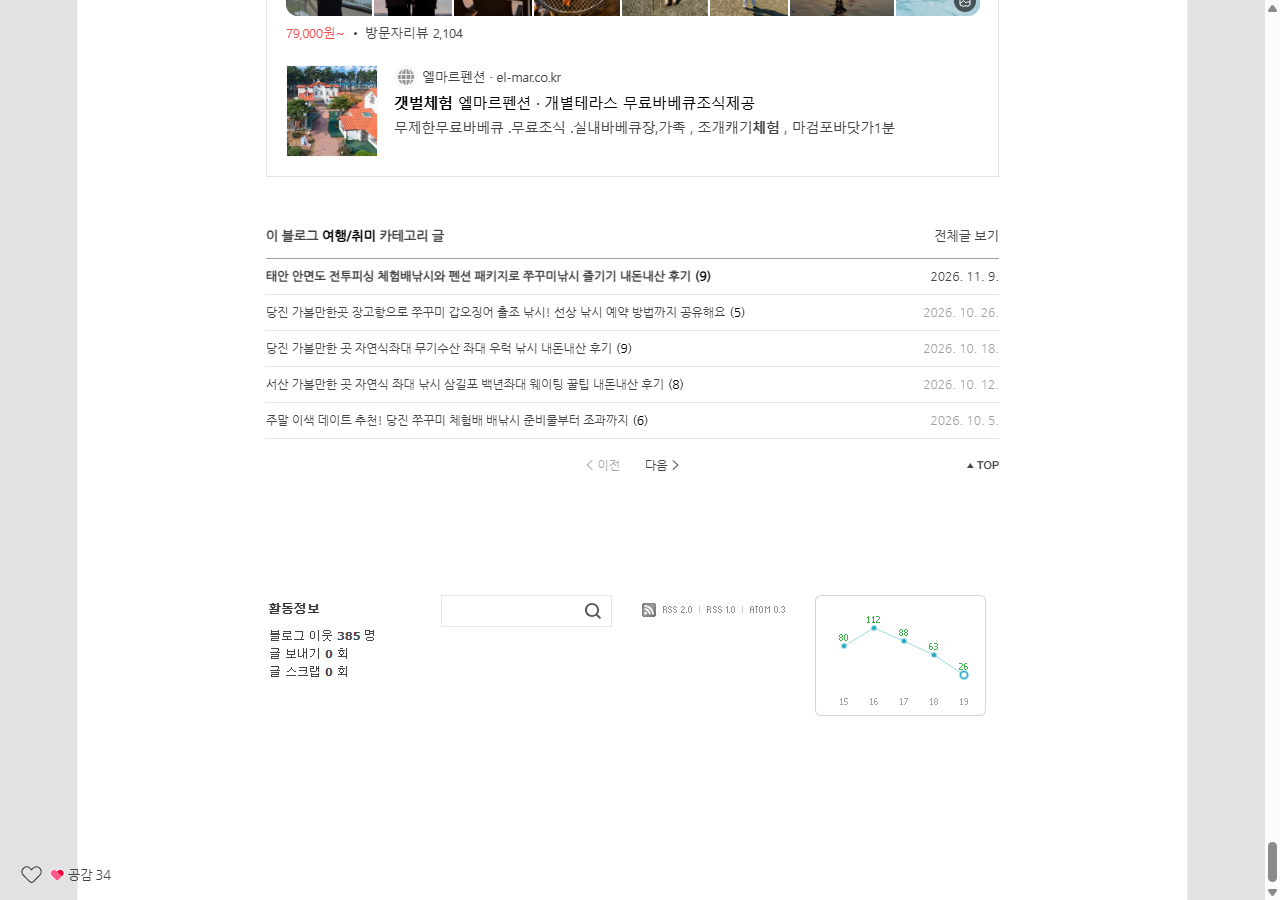 79,000원~ • 방문자리뷰 2,104
엘마르펜션 · el-mar.co.kr
갯벌체험 엘마르펜션 · 개별테라스 무료바베큐조식제공
무제한무료바베큐 .무료조식 .실내바베큐장,가족 , 조개캐기체험 , 마검포바닷가1분
이 블로그 여행/취미 카테고리 글 전체글 보기
태안 안면도 전투피싱 체험배낚시와 펜션 패키지로 쭈꾸미낚시 즐기기 내돈내산 후기 (9) 2026. 11. 9.
당진 가볼만한곳 장고항으로 쭈꾸미 갑오징어 출조 낚시! 선상 낚시 예약 방법까지 공유해요 (5) 2026. 10. 26.
당진 가볼만한 곳 자연식좌대 무기수산 좌대 우럭 낚시 내돈내산 후기 (9) 2026. 10. 18.
서산 가볼만한 곳 자연식 좌대 낚시 삼길포 백년좌대 웨이팅 꿀팁 내돈내산 후기 (8) 2026. 10. 12.
주말 이색 데이트 추천! 당진 쭈꾸미 체험배 배낚시 준비물부터 조과까지 (6) 2026. 10. 5.
< 이전 다음 > ▲ TOP
활동정보
블로그 이웃 385 명
글 보내기 0 회
글 스크랩 0 회
RSS 2.0 | RSS 1.0 | ATOM 0.3
80 112 88 63 26
15 16 17 18 19
공감 34